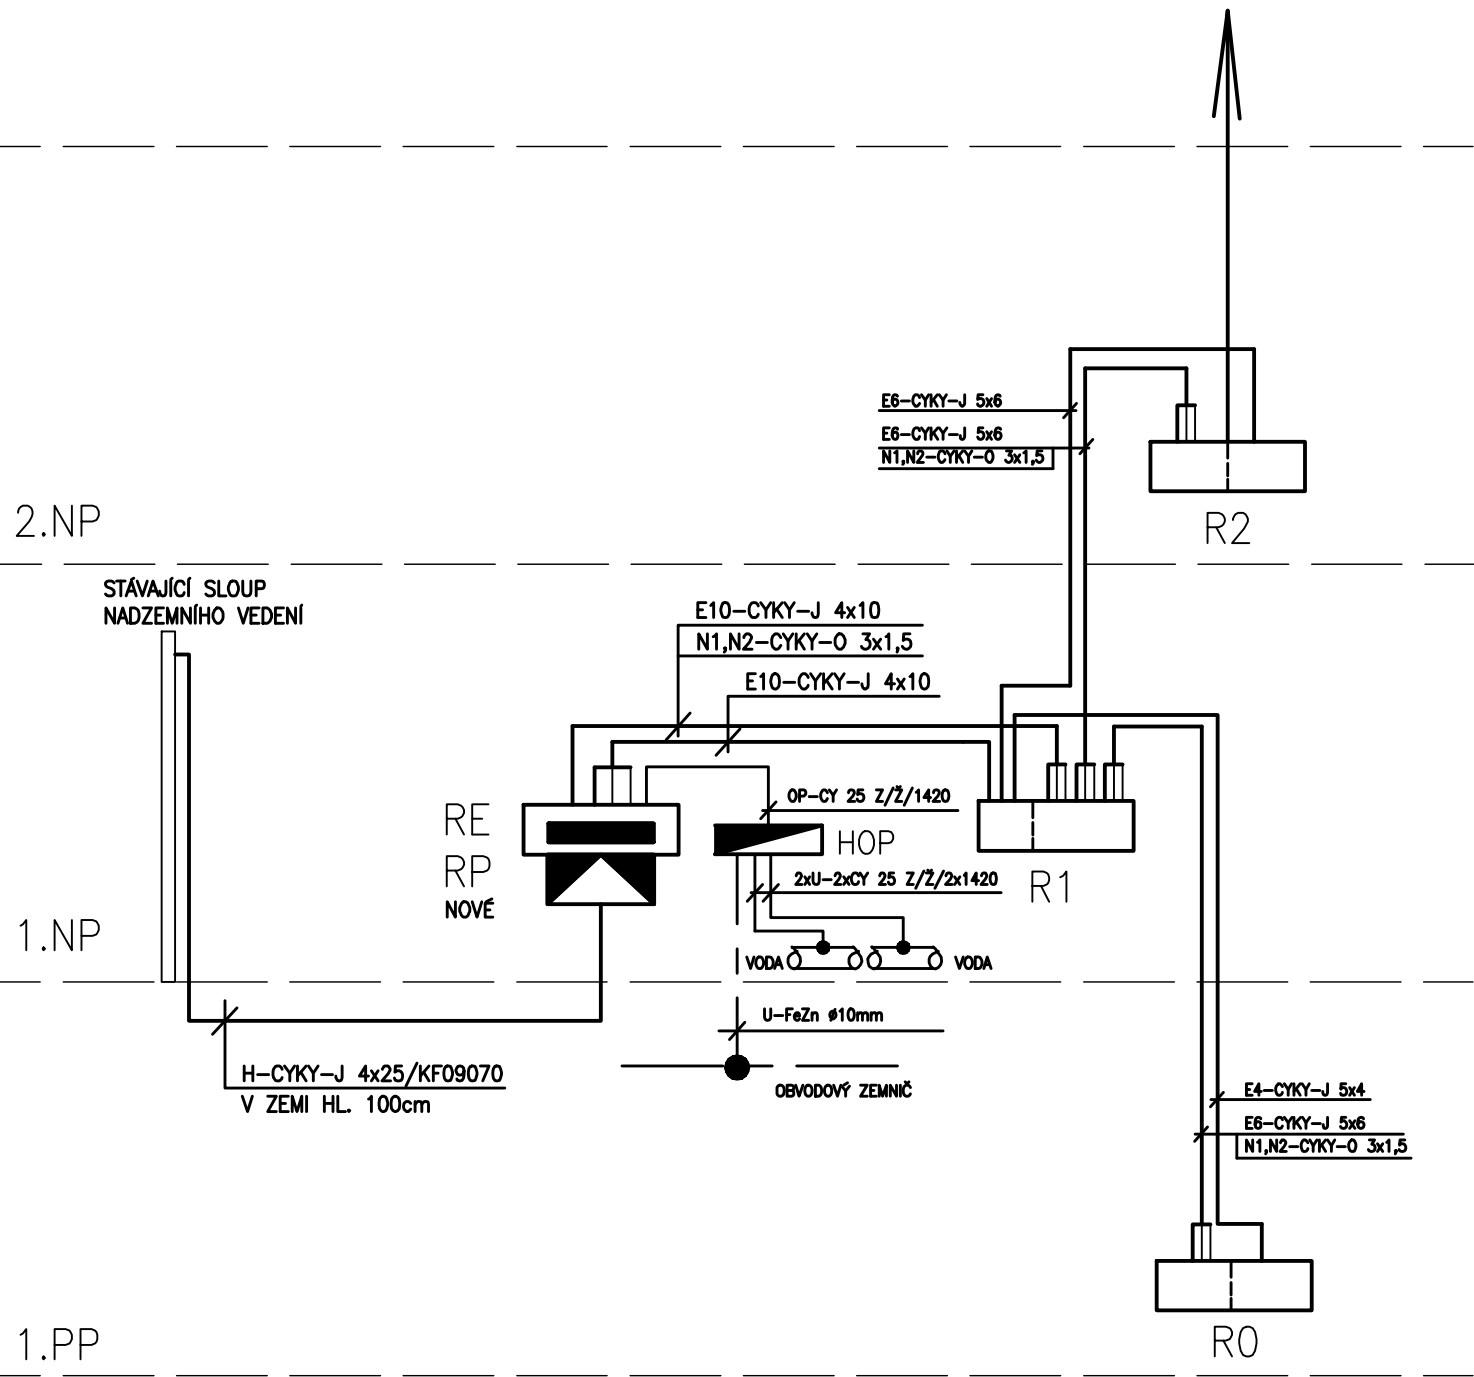 E6-CYKY-J 5x6
E6-CYKY-J 5x6
N1,N2-CYKY-O 3x1,5
2.NP
R2
STÁVAJÍCÍ SLOUP
NADZEMNÍHO VEDENÍ
E10-CYKY-J 4x10
N1,N2-CYKY-O 3x1,5
E10-CYKY-J 4x10
OP-CY 25 Z/Ž/1420
RE
HOP
RP
2xU-2xCY 25 Z/Ž/2x1420
R1
NOVÉ
1.NP
VODA
VODA
U-FeZn ø10mm
H-CYKY-J 4x25/KF09070
V ZEMI HL. 100cm
OBVODOVÝ ZEMNIČ
E4-CYKY-J 5x4
E6-CYKY-J 5x6
N1,N2-CYKY-O 3x1,5
1.PP
R0